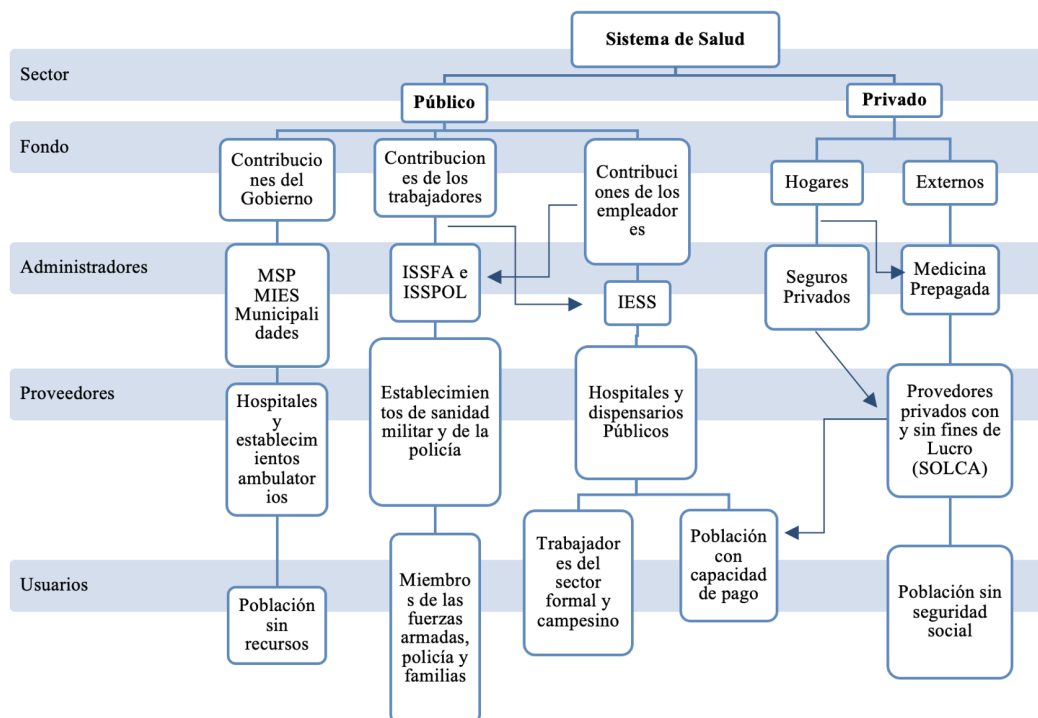 Sistema de Salud
Sector
Público
Privado
Fondo
Contribucio
nes del
Gobierno
Contribucion
es de los
trabajadores
Contribuci
ones de los
empleador
es
Hogares
Externos
Administradores
MSP
MIES
Municipali
dades
ISSFA e
ISSPOL
IESS
Seguros
Privados
Medicina
Prepagada
Proveedores
Hospitales
y
establecim
ientos
ambulator
ios
Establecimien
tos de sanidad
militar y de la
policía
Hospitales y
dispensarios
Públicos
Provedores
privados con
y sin fines de
Lucro
(SOLCA)
Usuarios
Población
sin
recursos
Miembro
s de las
fuerzas
armadas,
policía y
familias
Trabajador
es del
sector
formal y
campesino
Población
con
capacidad
de pago
Población sin
seguridad
social